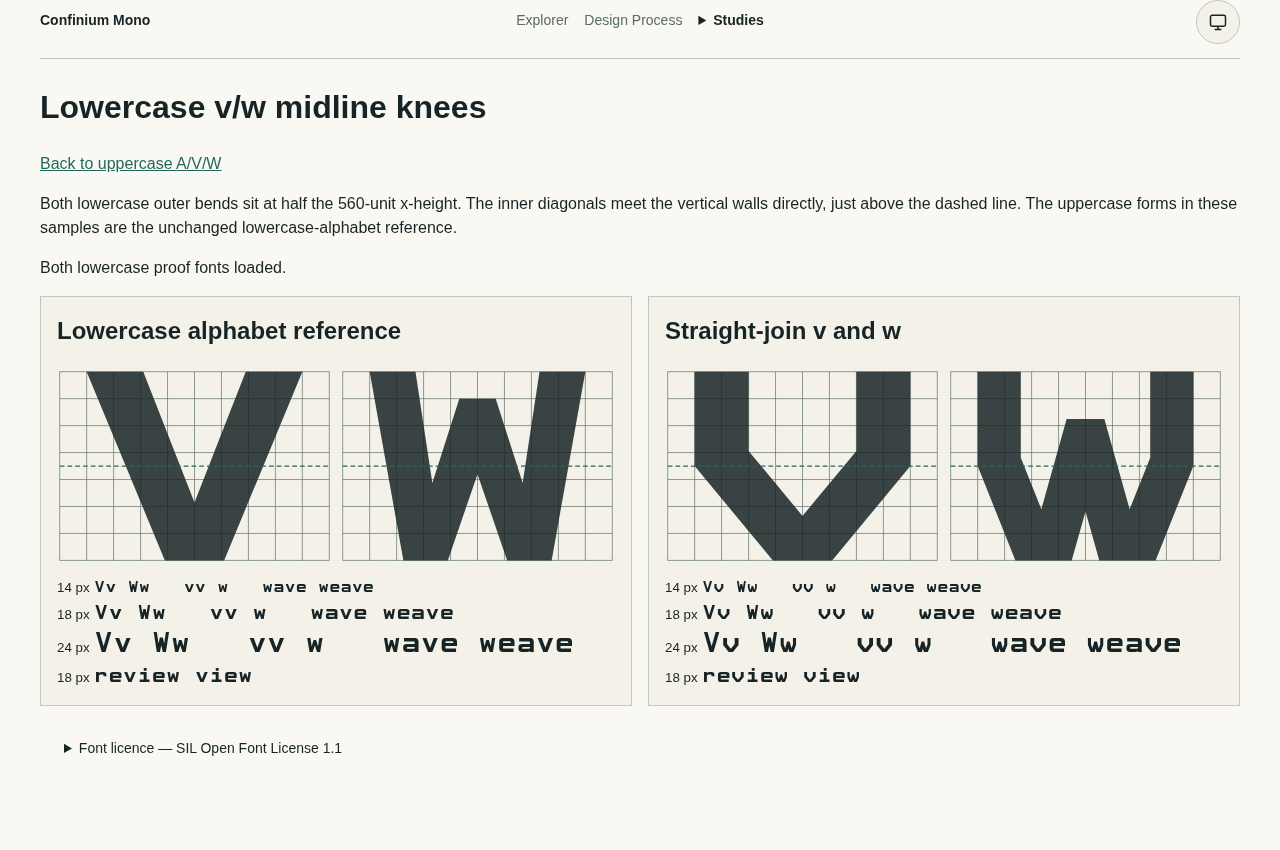 Confinium Mono
Explorer Design Process ▶ Studies
Lowercase v/w midline knees
Back to uppercase A/V/W
Both lowercase outer bends sit at half the 560-unit x-height. The inner diagonals meet the vertical walls directly, just above the dashed line. The uppercase forms in these
samples are the unchanged lowercase-alphabet reference.
Both lowercase proof fonts loaded.
Lowercase alphabet reference
v w
14 px Vv Ww vv w wave weave
18 px Vv Ww vv w wave weave
24 px Vv Ww vv w wave weave
18 px review view
Straight-join v and w
v w
14 px Vv Ww vv w wave weave
18 px Vv Ww vv w wave weave
24 px Vv Ww vv w wave weave
18 px review view
▶ Font licence — SIL Open Font License 1.1